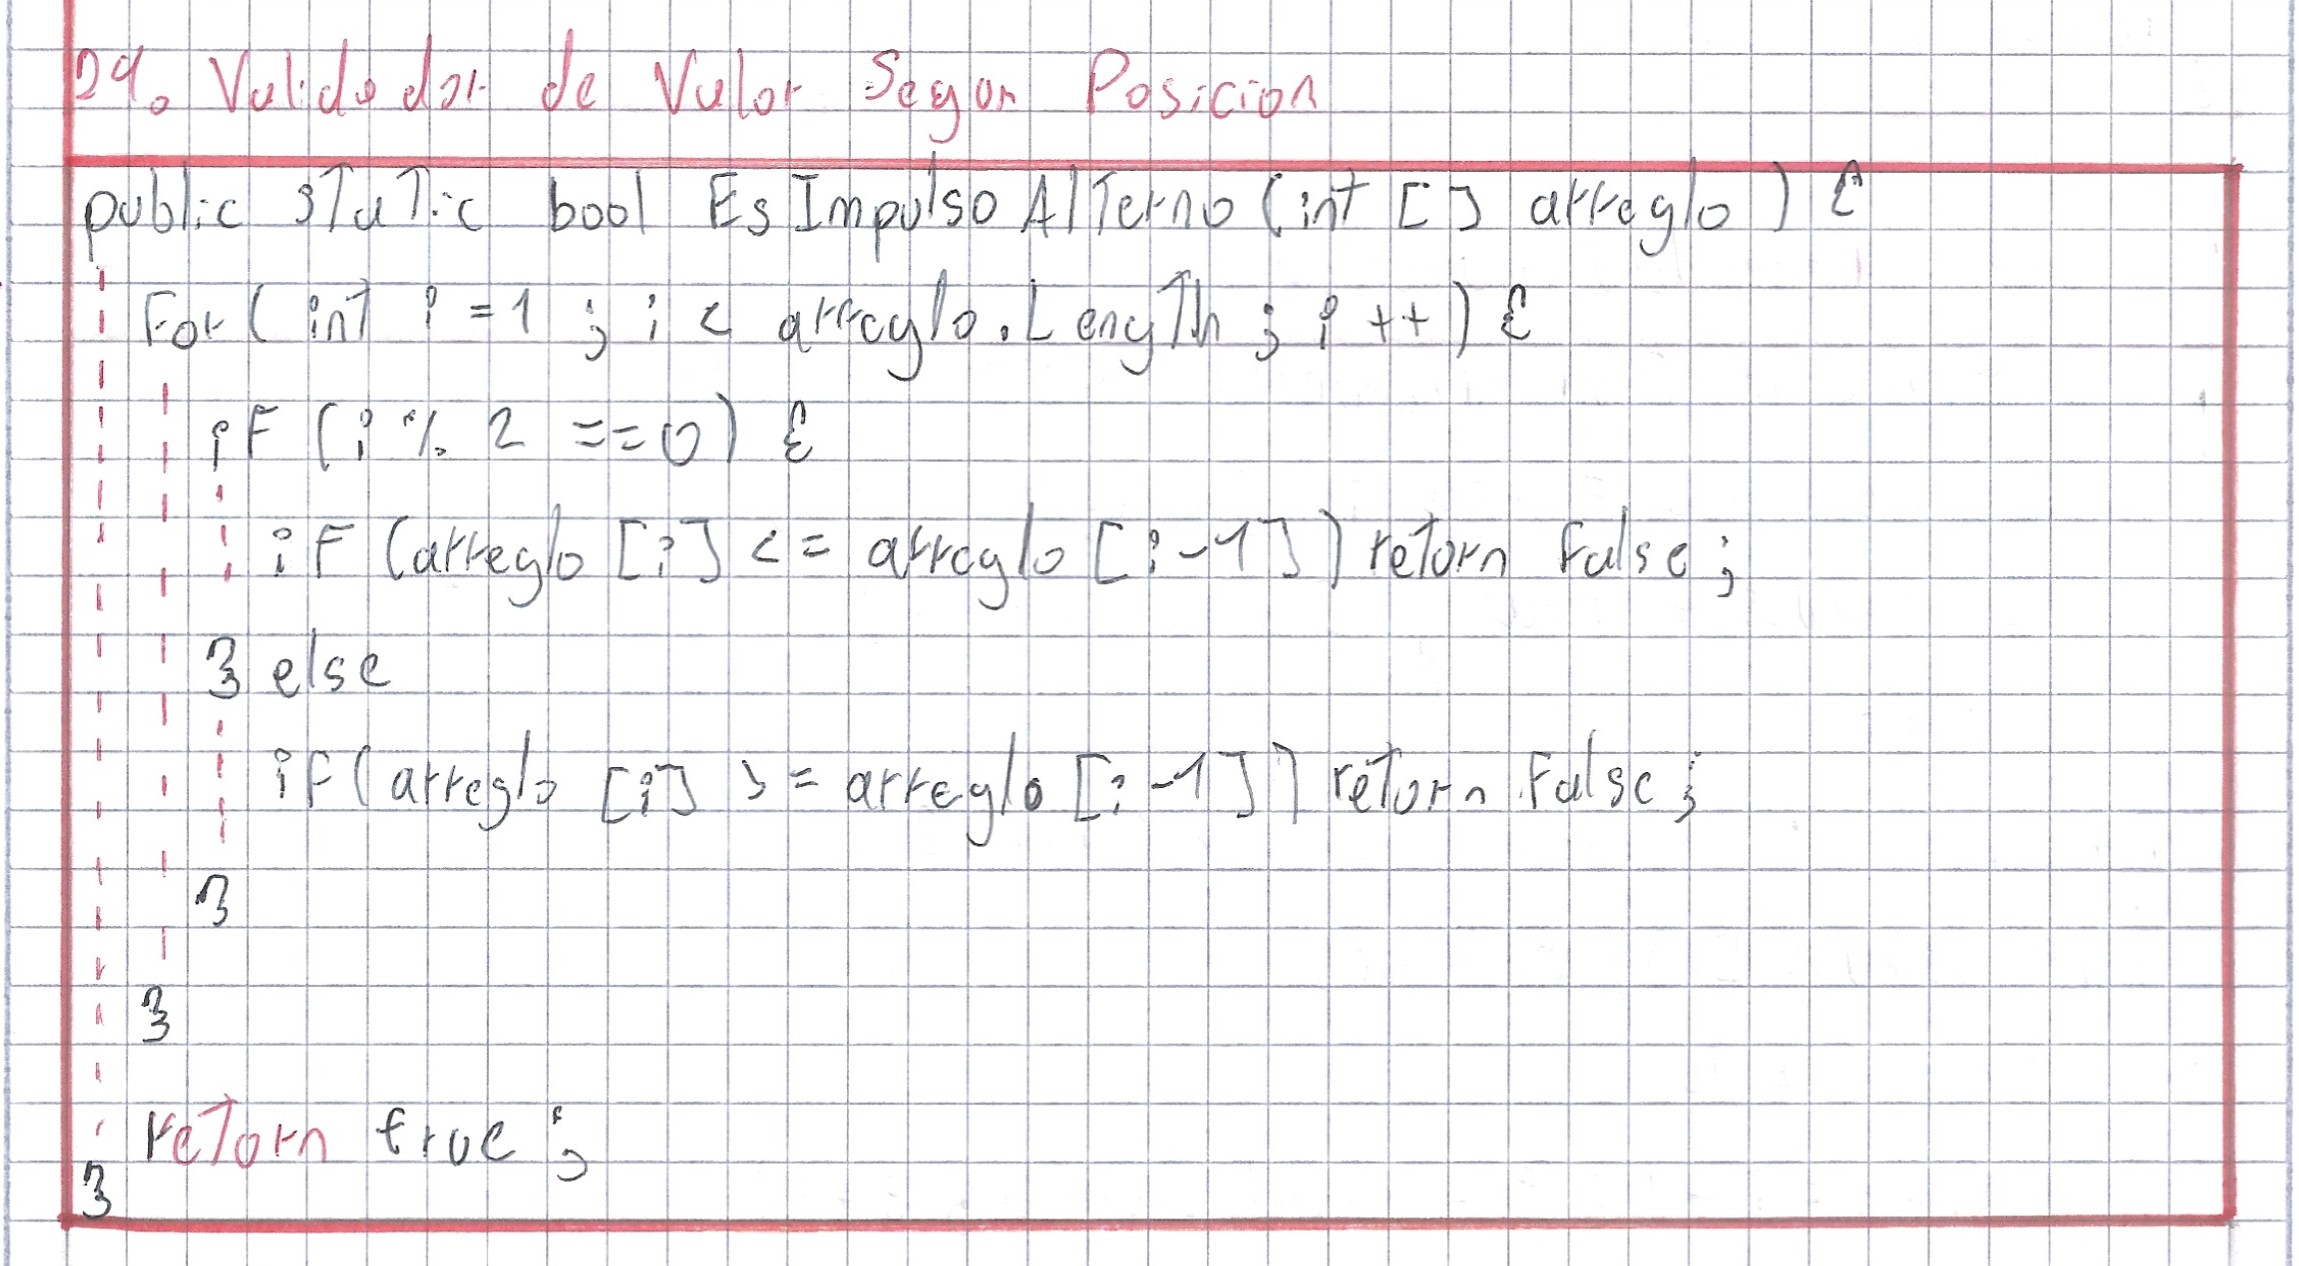 29. Validador de Valor Segun Posicion
public static bool EsImpulsoAlterno (int [] arreglo) {
for ( int i = 1 ; i < arreglo.Length ; i ++) {
if (i % 2 == 0) {
if (arreglo [i] <= arreglo [i-1]) return false ;
} else
if (arreglo [i] >= arreglo [i-1]) return false ;
}
}
return true ;
}